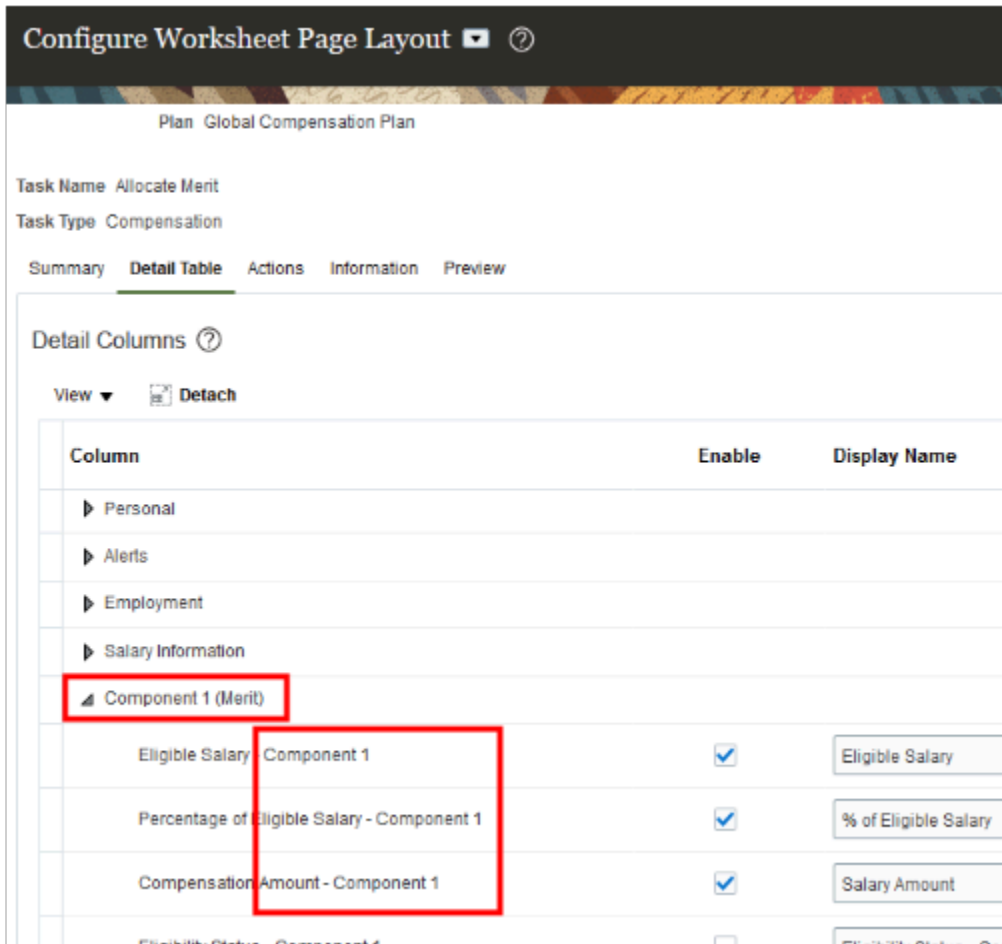 Configure Worksheet Page Layout
Plan Global Compensation Plan
Task Name Allocate Merit
Task Type Compensation
Summary Detail Table Actions Information Preview
Detail Columns
View Detach
Column Enable Display Name
Personal
Alerts
Employment
Salary Information
Component 1 (Merit)
Eligible Salary - Component 1 Eligible Salary
Percentage of Eligible Salary - Component 1 % of Eligible Salary
Compensation Amount - Component 1 Salary Amount